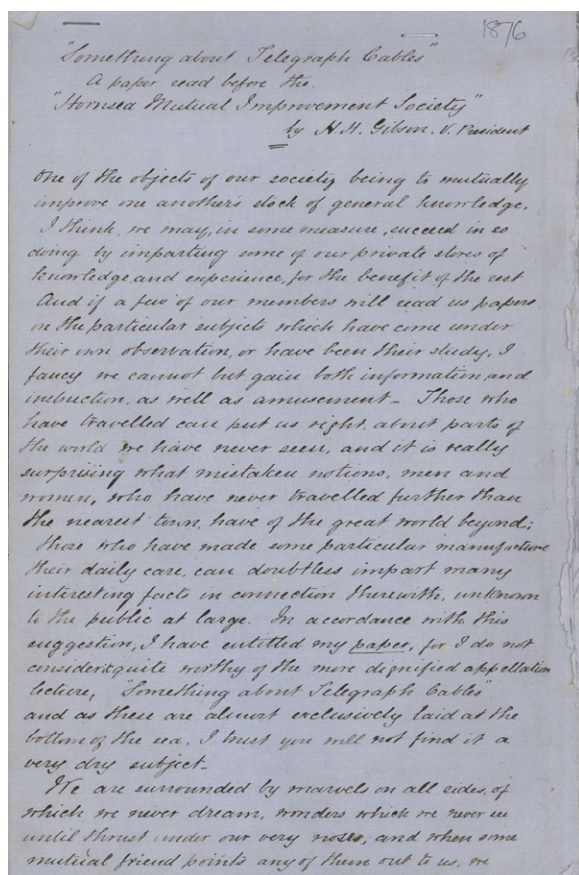 1876
"Something about Telegraph Cables"
A paper read before the
"Hornsea Mutual Improvement Society"
by H. H. Gibson. V. President
One of the objects of our society being to mutually
improve one another's stock of general knowledge.
I think, we may, in some measure, succeed in so
doing by imparting some of our private stores of
knowledge and experience, for the benefit of the rest
And if a few of our members will read us papers
on the particular subjects which have come under
their own observation, or have been their study, I
fancy we cannot but gain both information and
instruction, as well as amusement - Those who
have travelled can put us right, about parts of
the world we have never seen, and it is really
surprising what mistaken notions, men and
women, who have never travelled further than
the nearest town, have of the great world beyond;
those who have made some particular manufacture
their daily care, can doubtless impart many
interesting facts in connection therewith, unknown
to the public at large. In accordance with this
suggestion, I have entitled my paper, for I do not
consider it quite worthy of the more dignified appellation
lecture, "Something about Telegraph Cables"
and as these are almost exclusively laid at the
bottom of the sea, I trust you will not find it a
very dry subject -
We are surrounded by marvels on all sides, of
which we never dream, wonders which we never see
until thrust under our very noses, and when some
mutual friend points any of them out to us, we